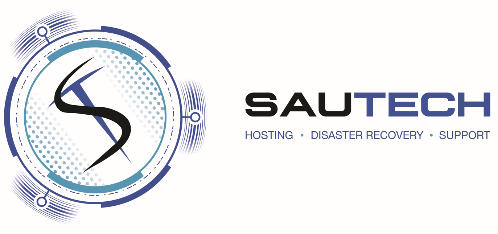 SAUTECH
HOSTING • DISASTER RECOVERY • SUPPORT